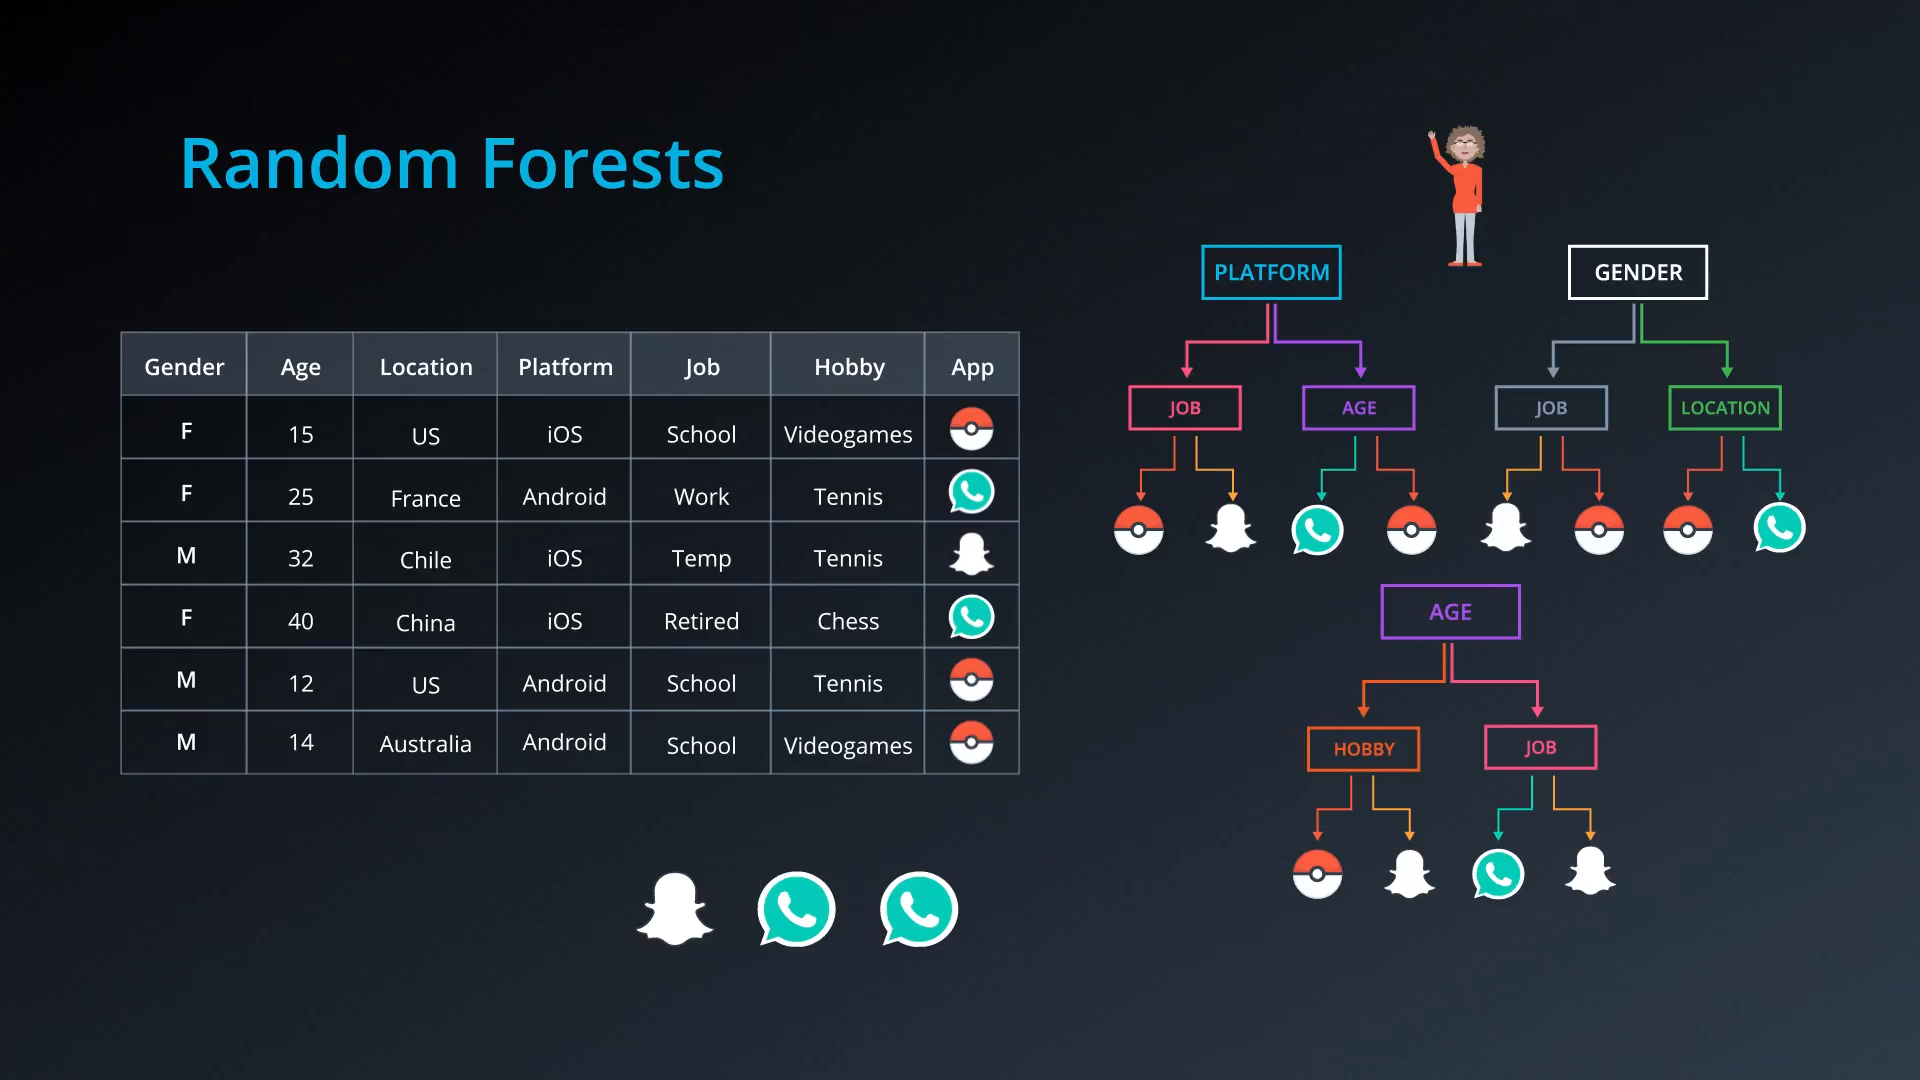 Random Forests
Gender Age Location Platform Job Hobby App
F 15 US iOS School Videogames
F 25 France Android Work Tennis
M 32 Chile iOS Temp Tennis
F 40 China iOS Retired Chess
M 12 US Android School Tennis
M 14 Australia Android School Videogames
PLATFORM GENDER
JOB AGE JOB LOCATION
AGE
HOBBY JOB